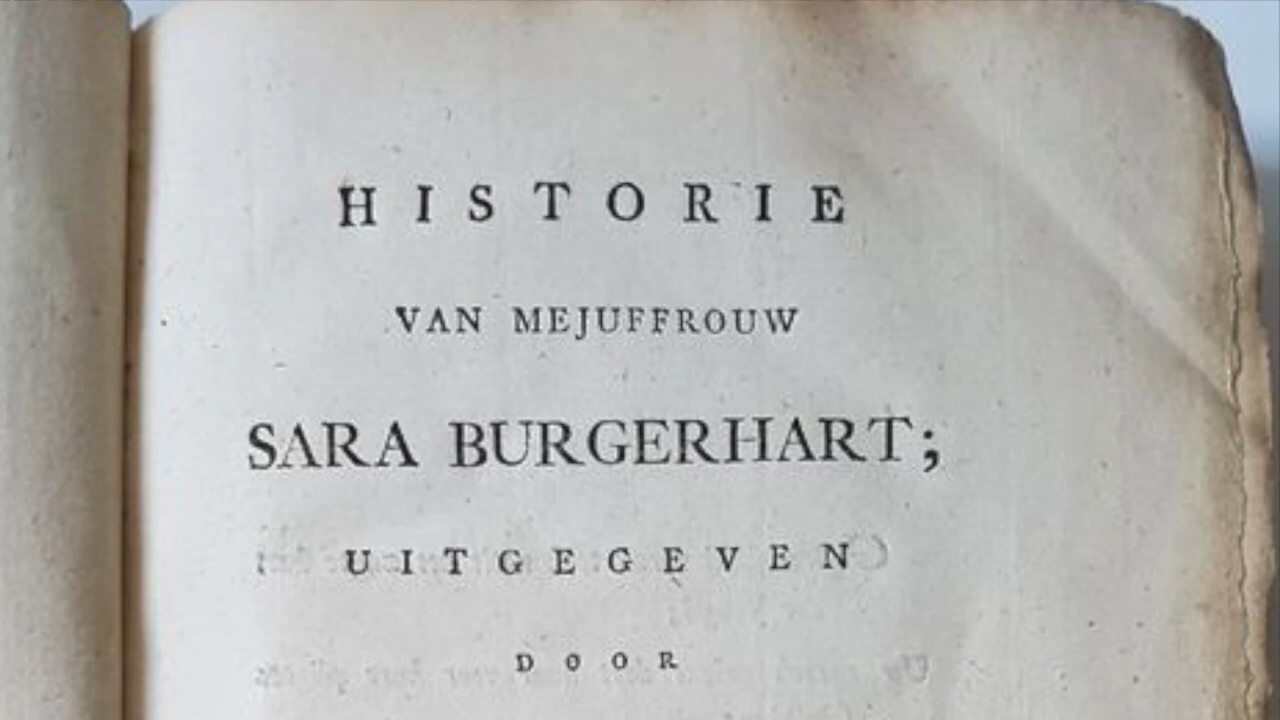 HISTORIE
VAN MEJUFFROUW
SARA BURGERHART;
UITGEGEVEN
DOOR